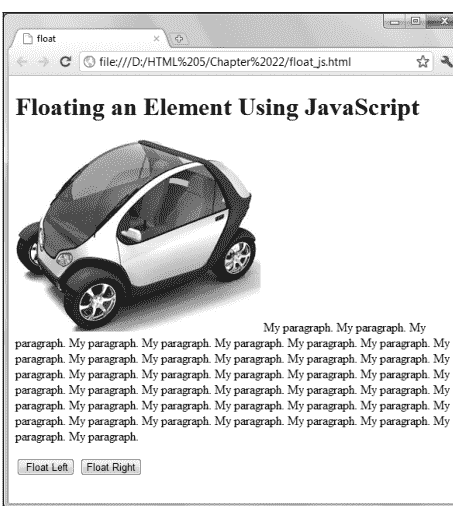 float
file:///D:/HTML%205/Chapter%2022/float_js.html
Floating an Element Using JavaScript
My paragraph. My paragraph. My
paragraph. My paragraph. My paragraph. My paragraph. My paragraph. My paragraph. My
paragraph. My paragraph. My paragraph. My paragraph. My paragraph. My paragraph. My
paragraph. My paragraph. My paragraph. My paragraph. My paragraph. My paragraph. My
paragraph. My paragraph. My paragraph. My paragraph. My paragraph. My paragraph. My
paragraph. My paragraph. My paragraph. My paragraph. My paragraph. My paragraph. My
paragraph. My paragraph. My paragraph. My paragraph. My paragraph. My paragraph. My
paragraph. My paragraph.
Float Left Float Right